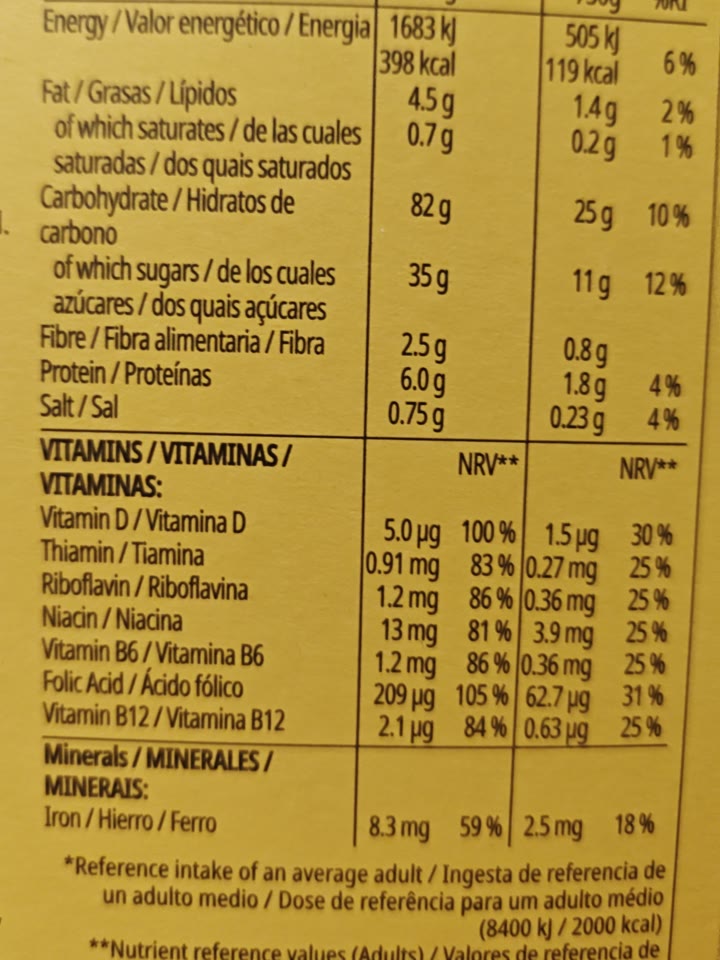 Energy / Valor energético / Energia 1683 kJ 505 kJ
398 kcal 119 kcal 6 %
Fat / Grasas / Lípidos 4.5 g 1.4 g 2 %
of which saturates / de las cuales 0.7 g 0.2 g 1 %
saturadas / dos quais saturados
Carbohydrate / Hidratos de 82 g 25 g 10 %
carbono
of which sugars / de los cuales 35 g 11 g 12 %
azúcares / dos quais açúcares
Fibre / Fibra alimentaria / Fibra 2.5 g 0.8 g
Protein / Proteínas 6.0 g 1.8 g 4 %
Salt / Sal 0.75 g 0.23 g 4 %
VITAMINS / VITAMINAS / NRV** NRV**
VITAMINAS:
Vitamin D / Vitamina D 5.0 µg 100 % 1.5 µg 30 %
Thiamin / Tiamina 0.91 mg 83 % 0.27 mg 25 %
Riboflavin / Riboflavina 1.2 mg 86 % 0.36 mg 25 %
Niacin / Niacina 13 mg 81 % 3.9 mg 25 %
Vitamin B6 / Vitamina B6 1.2 mg 86 % 0.36 mg 25 %
Folic Acid / Ácido fólico 209 µg 105 % 62.7 µg 31 %
Vitamin B12 / Vitamina B12 2.1 µg 84 % 0.63 µg 25 %
Minerals / MINERALES /
MINERAIS:
Iron / Hierro / Ferro 8.3 mg 59 % 2.5 mg 18 %
*Reference intake of an average adult / Ingesta de referencia de
un adulto medio / Dose de referência para um adulto médio
(8400 kJ / 2000 kcal)
**Nutrient reference values (Adults) / Valores de referencia de